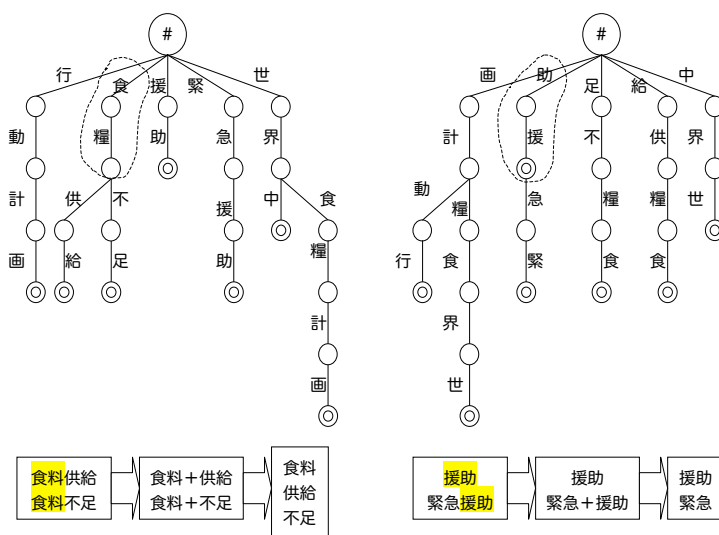 #
行 食 援 緊 世
動 糧 助 急 界
計 供 不 援 中 食
画 給 足 助 糧
計
画
#
画 助 足 給 中
計 援 不 供 界
動 糧 急 糧 糧 世
行 食 緊 食 食
界
世
食料供給
食料不足
食料+供給
食料+不足
食料
供給
不足
援助
緊急援助
援助
緊急+援助
援助
緊急